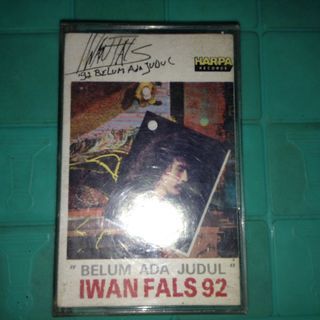 IWAN FALS
'92 BELUM ADA JUDUL
HARPA
RECORDS
" BELUM ADA JUDUL "
IWAN FALS 92